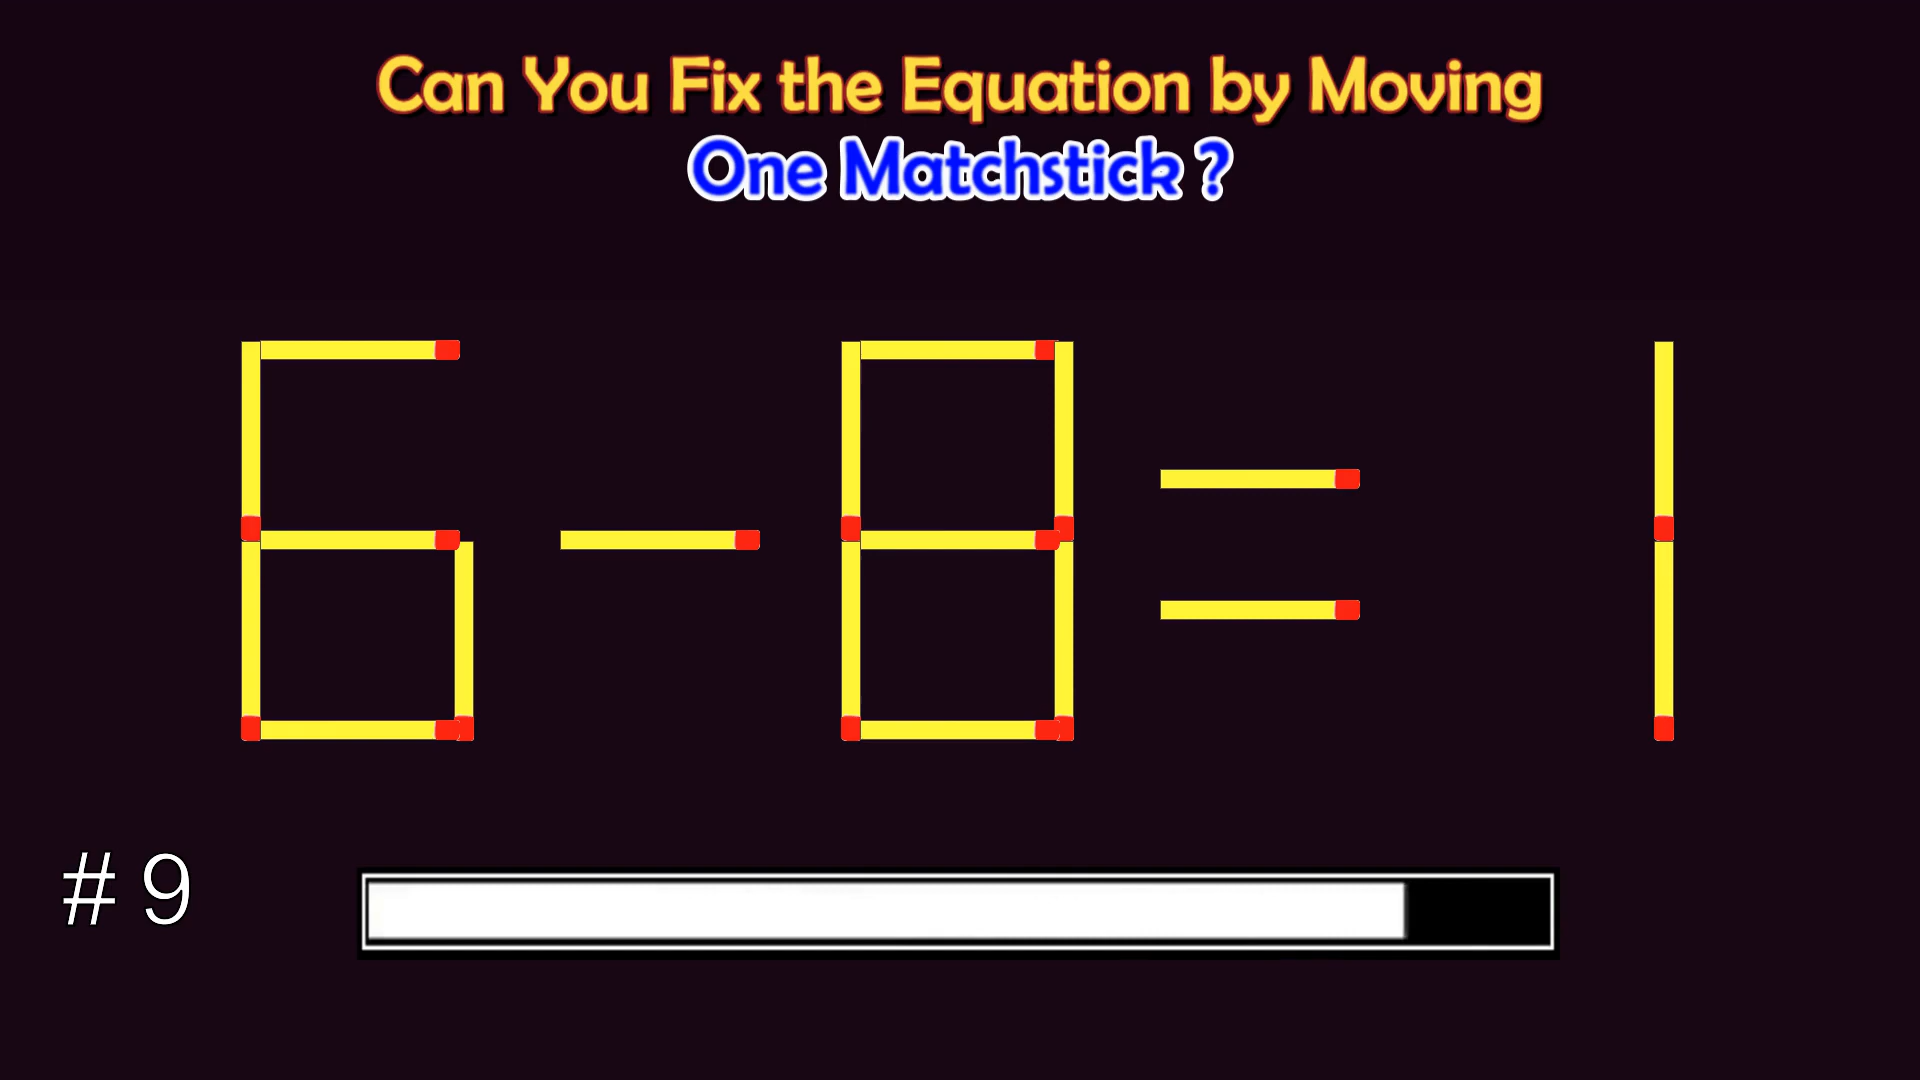 Can You Fix the Equation by Moving
One Matchstick ?
6 - 8 = 1
# 9